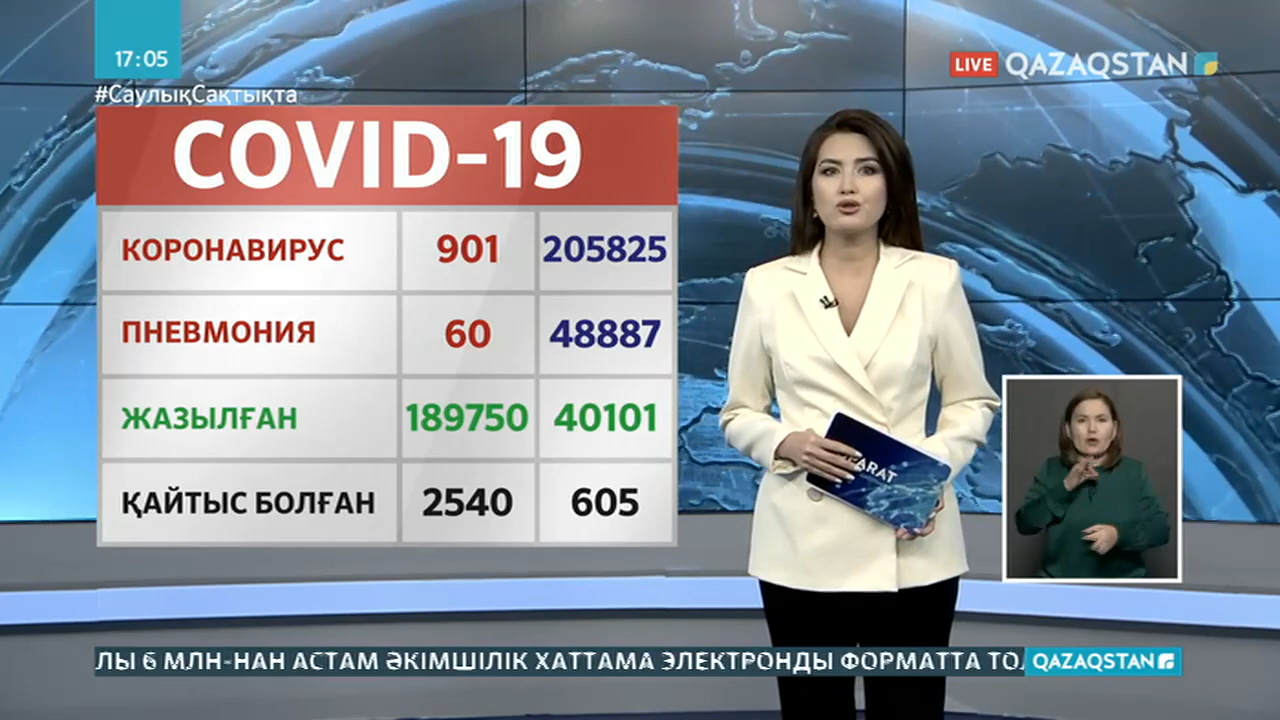 17:05
LIVE QAZAQSTAN
#СаулықСақтықта
COVID-19
КОРОНАВИРУС 901 205825
ПНЕВМОНИЯ 60 48887
ЖАЗЫЛҒАН 189750 40101
ҚАЙТЫС БОЛҒАН 2540 605
ЛЫ 6 МЛН-НАН АСТАМ ӘКІМШІЛІК ХАТТАМА ЭЛЕКТРОНДЫ ФОРМАТТА ТОЛ
QAZAQSTAN